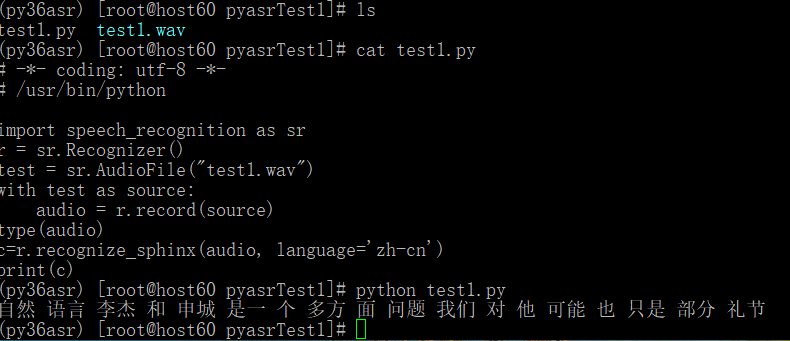 (py36asr) [root@host60 pyasrTest1]# ls
test1.py  test1.wav
(py36asr) [root@host60 pyasrTest1]# cat test1.py
# -*- coding: utf-8 -*-
# /usr/bin/python

import speech_recognition as sr
r = sr.Recognizer()
test = sr.AudioFile("test1.wav")
with test as source:
    audio = r.record(source)
type(audio)
c=r.recognize_sphinx(audio, language='zh-cn')
print(c)
(py36asr) [root@host60 pyasrTest1]# python test1.py
自然 语言 李杰 和 申城 是一 个 多方 面 问题 我们 对 他 可能 也 只是 部分 礼节
(py36asr) [root@host60 pyasrTest1]#